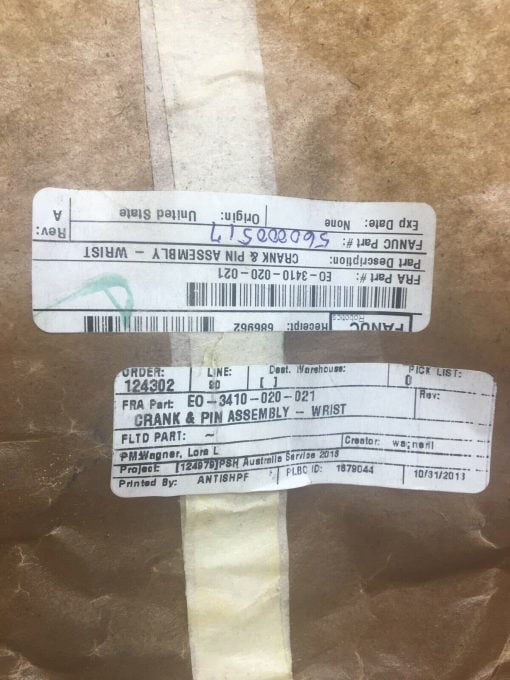 FANUC
Robotics
Receipt: 686962
FRA Part#: EO-3410-020-021
Part Description: CRANK & PIN ASSEMBLY - WRIST
FANUC Part #: 560000517
Rev: A
Exp Date: None Origin: United State
ORDER: LINE: Dest. Warehouse: PICK LIST:
124302 90 [ ] 0
FRA Part: EO-3410-020-021 Rev:
CRANK & PIN ASSEMBLY - WRIST
FLTD PART: ~
PM:Wagner, Lora L Creator: wagnerll
Project: [124979]PSH Australia Service 2013
Printed By: ANTISHPF PLBC ID: 1679044 10/31/2013